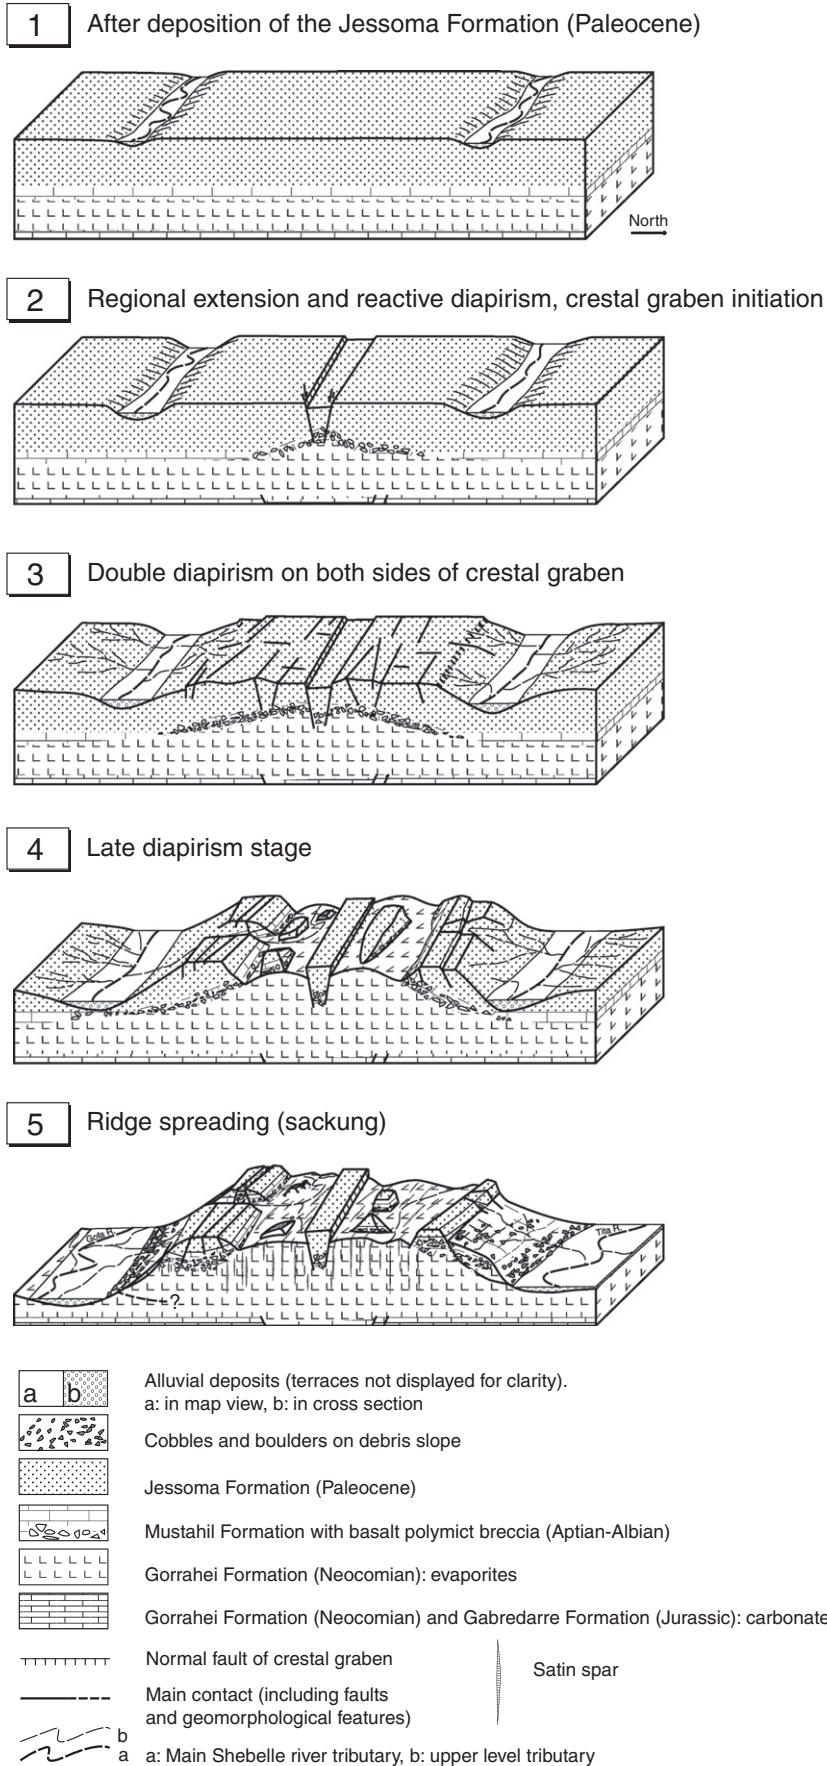 1 After deposition of the Jessoma Formation (Paleocene)
North
2 Regional extension and reactive diapirism, crestal graben initiation
3 Double diapirism on both sides of crestal graben
4 Late diapirism stage
5 Ridge spreading (sackung)
Gota R.
Tita R.
?
a b Alluvial deposits (terraces not displayed for clarity).
a: in map view, b: in cross section
Cobbles and boulders on debris slope
Jessoma Formation (Paleocene)
Mustahil Formation with basalt polymict breccia (Aptian-Albian)
Gorrahei Formation (Neocomian): evaporites
Gorrahei Formation (Neocomian) and Gabredarre Formation (Jurassic): carbonate
Normal fault of crestal graben
Satin spar
Main contact (including faults
and geomorphological features)
b
a a: Main Shebelle river tributary, b: upper level tributary